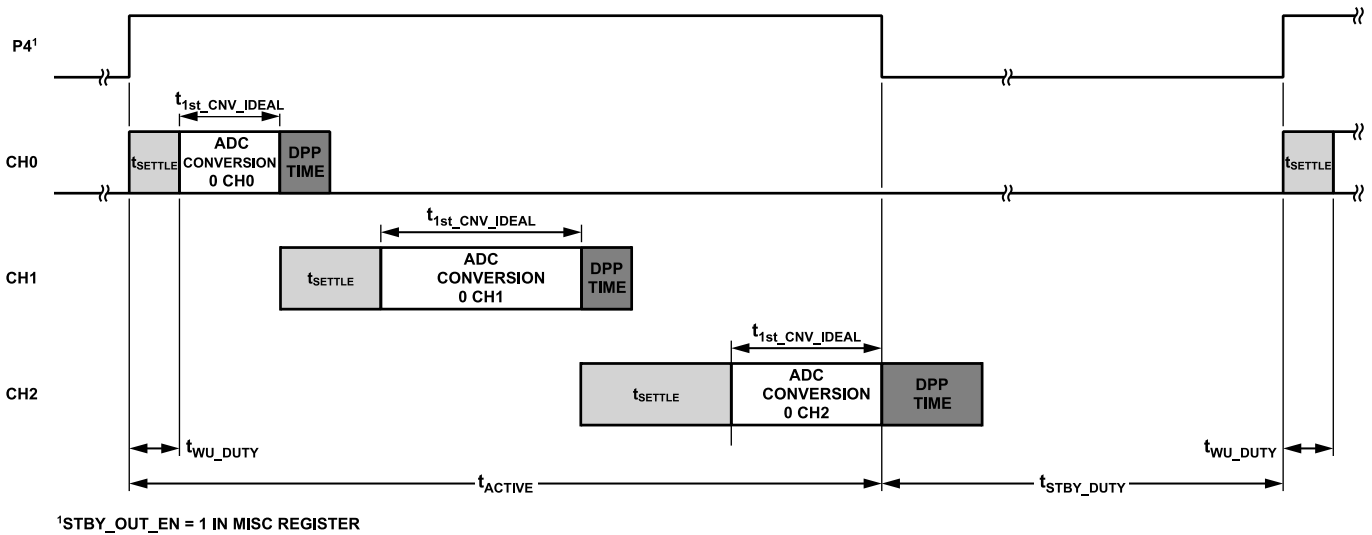 P4¹
t1st_CNV_IDEAL
CH0
tSETTLE
ADC
CONVERSION
0 CH0
DPP
TIME
tSETTLE
t1st_CNV_IDEAL
CH1
tSETTLE
ADC
CONVERSION
0 CH1
DPP
TIME
t1st_CNV_IDEAL
CH2
tSETTLE
ADC
CONVERSION
0 CH2
DPP
TIME
tWU_DUTY
tWU_DUTY
tACTIVE
tSTBY_DUTY
¹STBY_OUT_EN = 1 IN MISC REGISTER